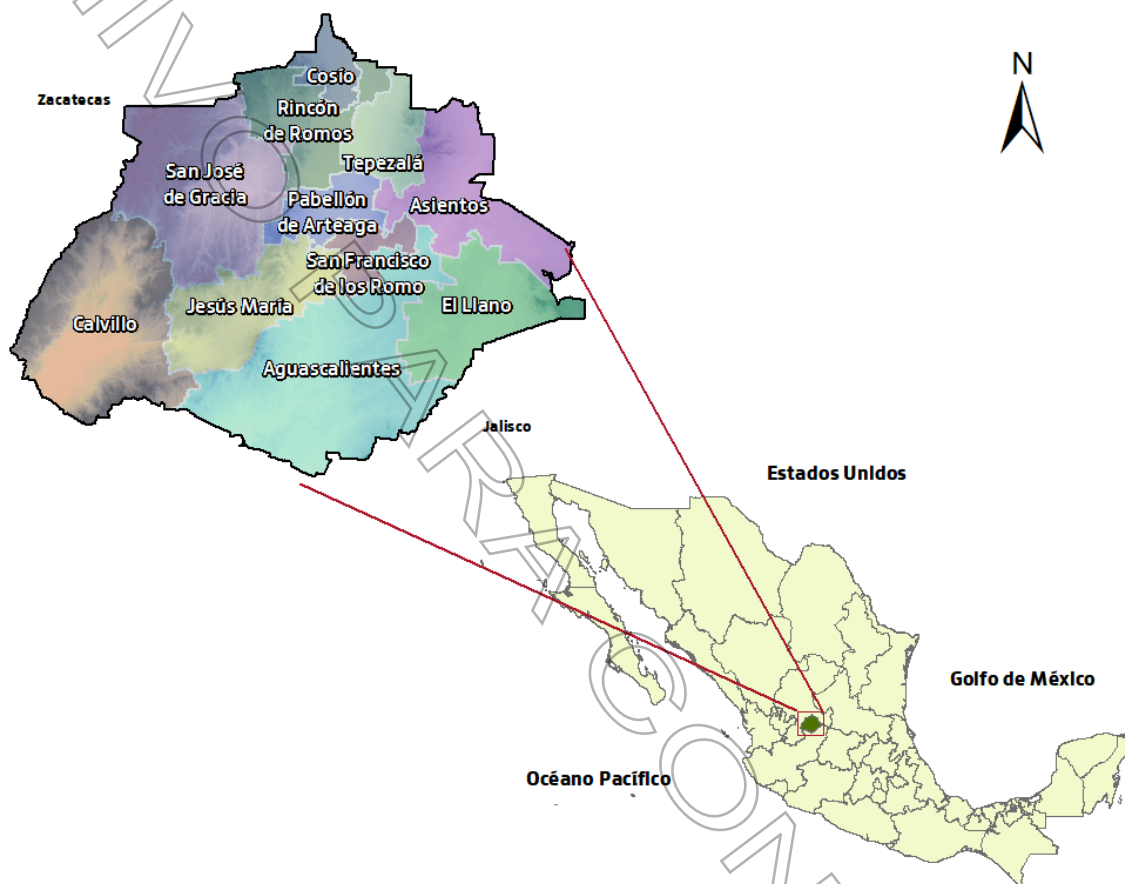 N
Cosío
Zacatecas
Rincón
de Romos
Tepezalá
San José
de Gracia
Pabellón
de Arteaga
Asientos
San Francisco
de los Romo
Jesús María
El Llano
Calvillo
Aguascalientes
Jalisco
Estados Unidos
Golfo de México
Océano Pacífico